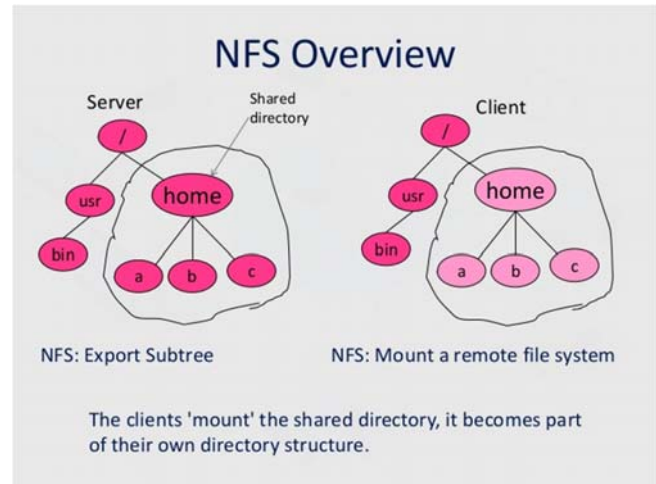 NFS Overview
Server
Shared
directory
Client
/
usr
home
bin
a
b
c
/
usr
home
bin
a
b
c
NFS: Export Subtree
NFS: Mount a remote file system
The clients 'mount' the shared directory, it becomes part
of their own directory structure.